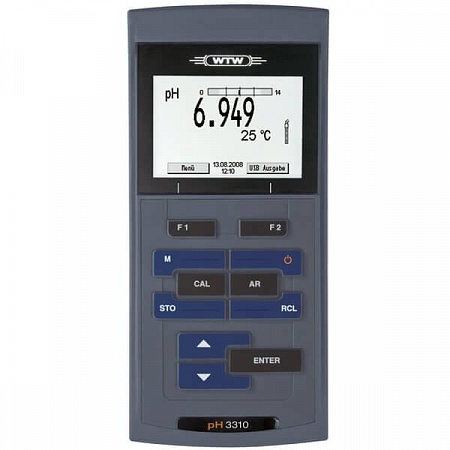 WTW
pH 0 14
6.949
25 °C
Menü 13.08.2008 USB Ausgabe
12:10
F1 F2
M
CAL AR
STO RCL
ENTER
pH 3310